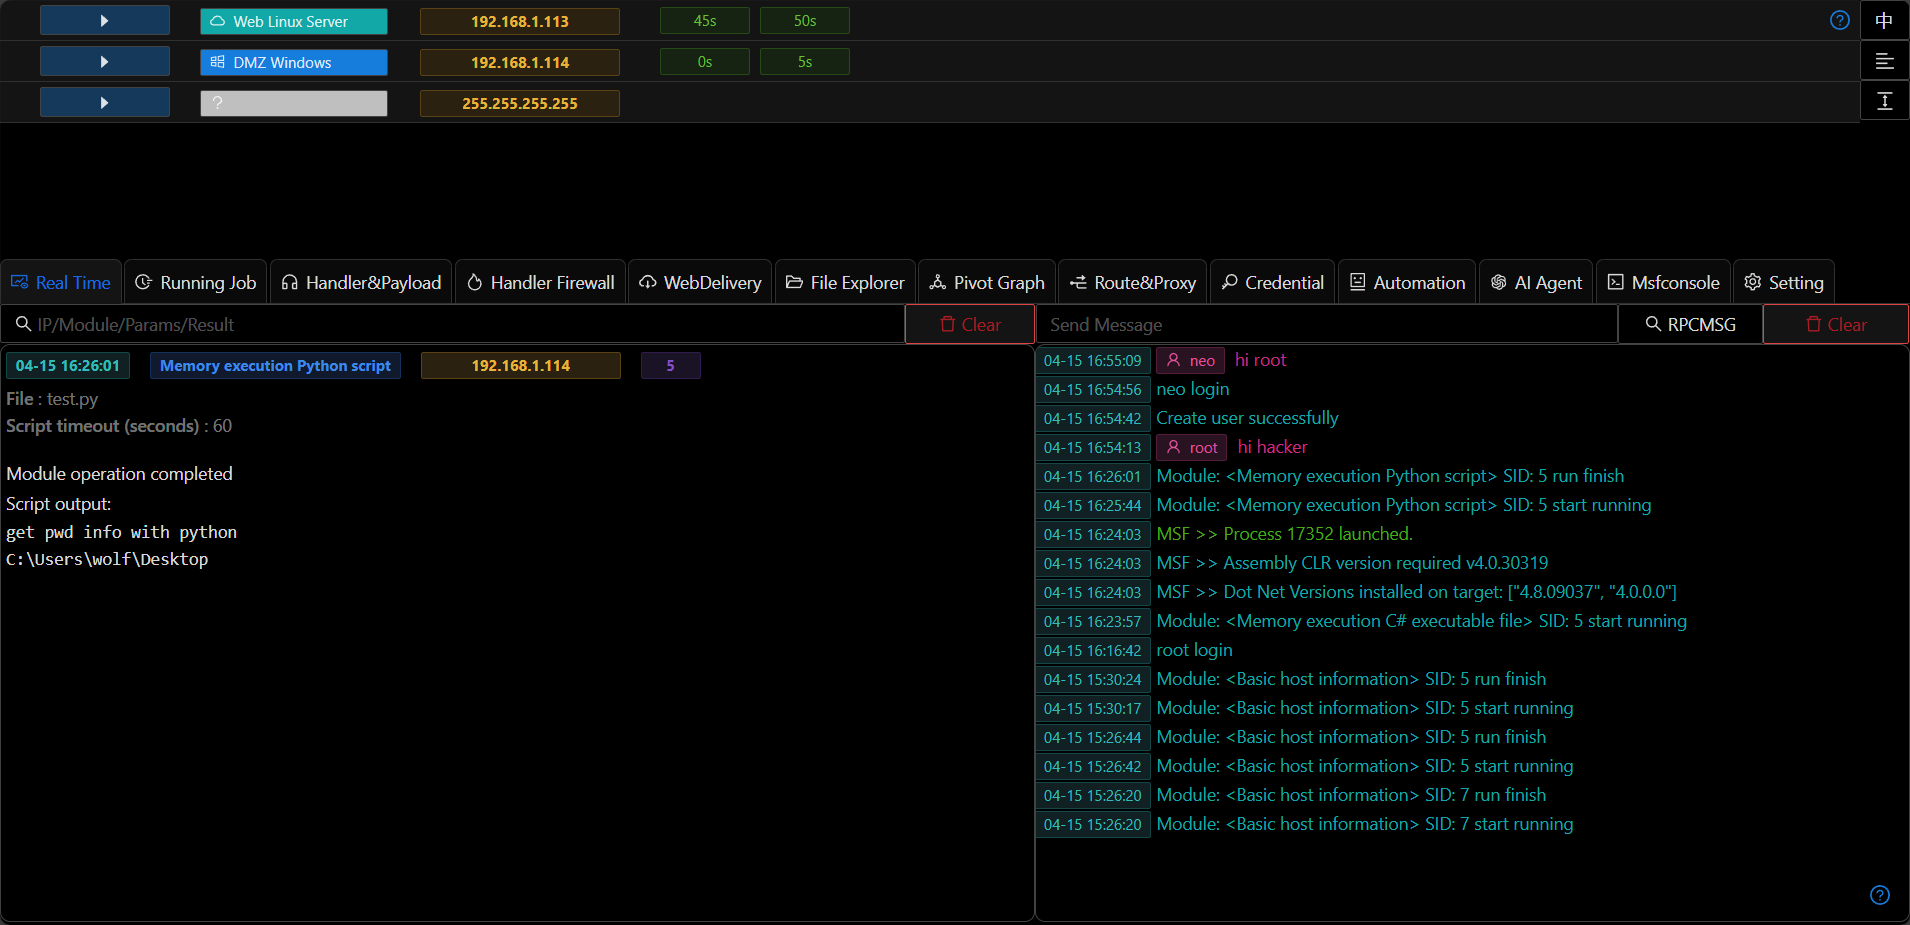 Web Linux Server 192.168.1.113 45s 50s
中
DMZ Windows 192.168.1.114 0s 5s
? 255.255.255.255
Real Time Running Job Handler&Payload Handler Firewall WebDelivery File Explorer Pivot Graph Route&Proxy Credential Automation AI Agent Msfconsole Setting
IP/Module/Params/Result Clear
04-15 16:26:01 Memory execution Python script 192.168.1.114 5
File : test.py
Script timeout (seconds) : 60
Module operation completed
Script output:
get pwd info with python
C:\Users\wolf\Desktop
Send Message RPCMSG Clear
04-15 16:55:09 neo hi root
04-15 16:54:56 neo login
04-15 16:54:42 Create user successfully
04-15 16:54:13 root hi hacker
04-15 16:26:01 Module: <Memory execution Python script> SID: 5 run finish
04-15 16:25:44 Module: <Memory execution Python script> SID: 5 start running
04-15 16:24:03 MSF >> Process 17352 launched.
04-15 16:24:03 MSF >> Assembly CLR version required v4.0.30319
04-15 16:24:03 MSF >> Dot Net Versions installed on target: ["4.8.09037", "4.0.0.0"]
04-15 16:23:57 Module: <Memory execution C# executable file> SID: 5 start running
04-15 16:16:42 root login
04-15 15:30:24 Module: <Basic host information> SID: 5 run finish
04-15 15:30:17 Module: <Basic host information> SID: 5 start running
04-15 15:26:44 Module: <Basic host information> SID: 5 run finish
04-15 15:26:42 Module: <Basic host information> SID: 5 start running
04-15 15:26:20 Module: <Basic host information> SID: 7 run finish
04-15 15:26:20 Module: <Basic host information> SID: 7 start running